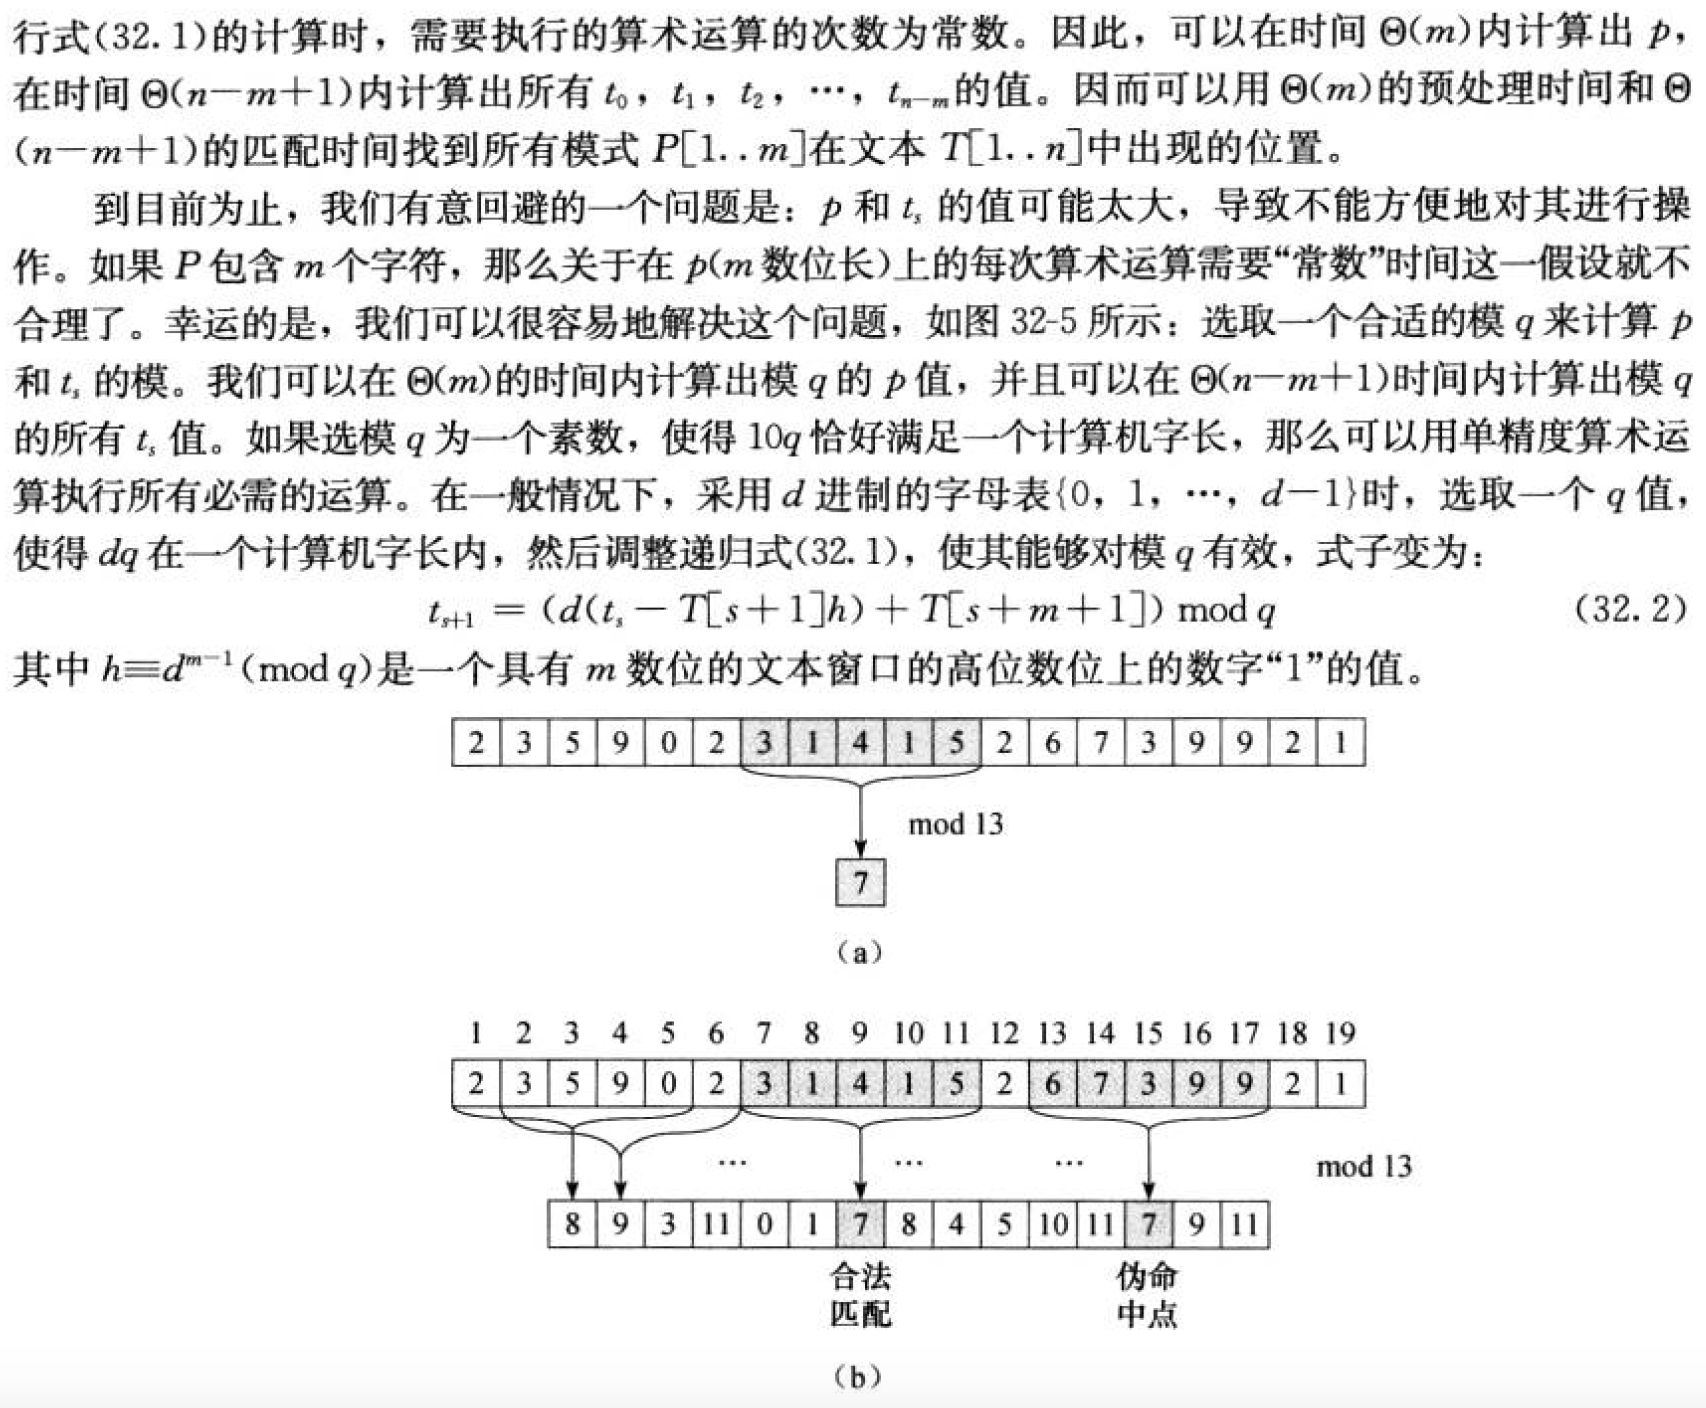 行式(32.1)的计算时，需要执行的算术运算的次数为常数。因此，可以在时间 Θ(m)内计算出 p，
在时间 Θ(n−m+1)内计算出所有 t₀，t₁，t₂，…，tₙ₋ₘ的值。因而可以用 Θ(m)的预处理时间和 Θ
(n−m+1)的匹配时间找到所有模式 P[1..m]在文本 T[1..n]中出现的位置。
到目前为止，我们有意回避的一个问题是：p 和 tₛ 的值可能太大，导致不能方便地对其进行操
作。如果 P 包含 m 个字符，那么关于在 p(m 数位长)上的每次算术运算需要“常数”时间这一假设就不
合理了。幸运的是，我们可以很容易地解决这个问题，如图 32-5 所示：选取一个合适的模 q 来计算 p
和 tₛ 的模。我们可以在 Θ(m)的时间内计算出模 q 的 p 值，并且可以在 Θ(n−m+1)时间内计算出模 q
的所有 tₛ 值。如果选模 q 为一个素数，使得 10q 恰好满足一个计算机字长，那么可以用单精度算术运
算执行所有必需的运算。在一般情况下，采用 d 进制的字母表{0，1，…，d−1}时，选取一个 q 值，
使得 dq 在一个计算机字长内，然后调整递归式(32.1)，使其能够对模 q 有效，式子变为：
tₛ₊₁ = (d(tₛ − T[s+1]h) + T[s+m+1]) mod q (32.2)
其中 h≡dᵐ⁻¹(mod q)是一个具有 m 数位的文本窗口的高位数位上的数字“1”的值。
2 3 5 9 0 2 3 1 4 1 5 2 6 7 3 9 9 2 1
mod 13
7
(a)
1 2 3 4 5 6 7 8 9 10 11 12 13 14 15 16 17 18 19
2 3 5 9 0 2 3 1 4 1 5 2 6 7 3 9 9 2 1
… … … mod 13
8 9 3 11 0 1 7 8 4 5 10 11 7 9 11
合法 伪命
匹配 中点
(b)